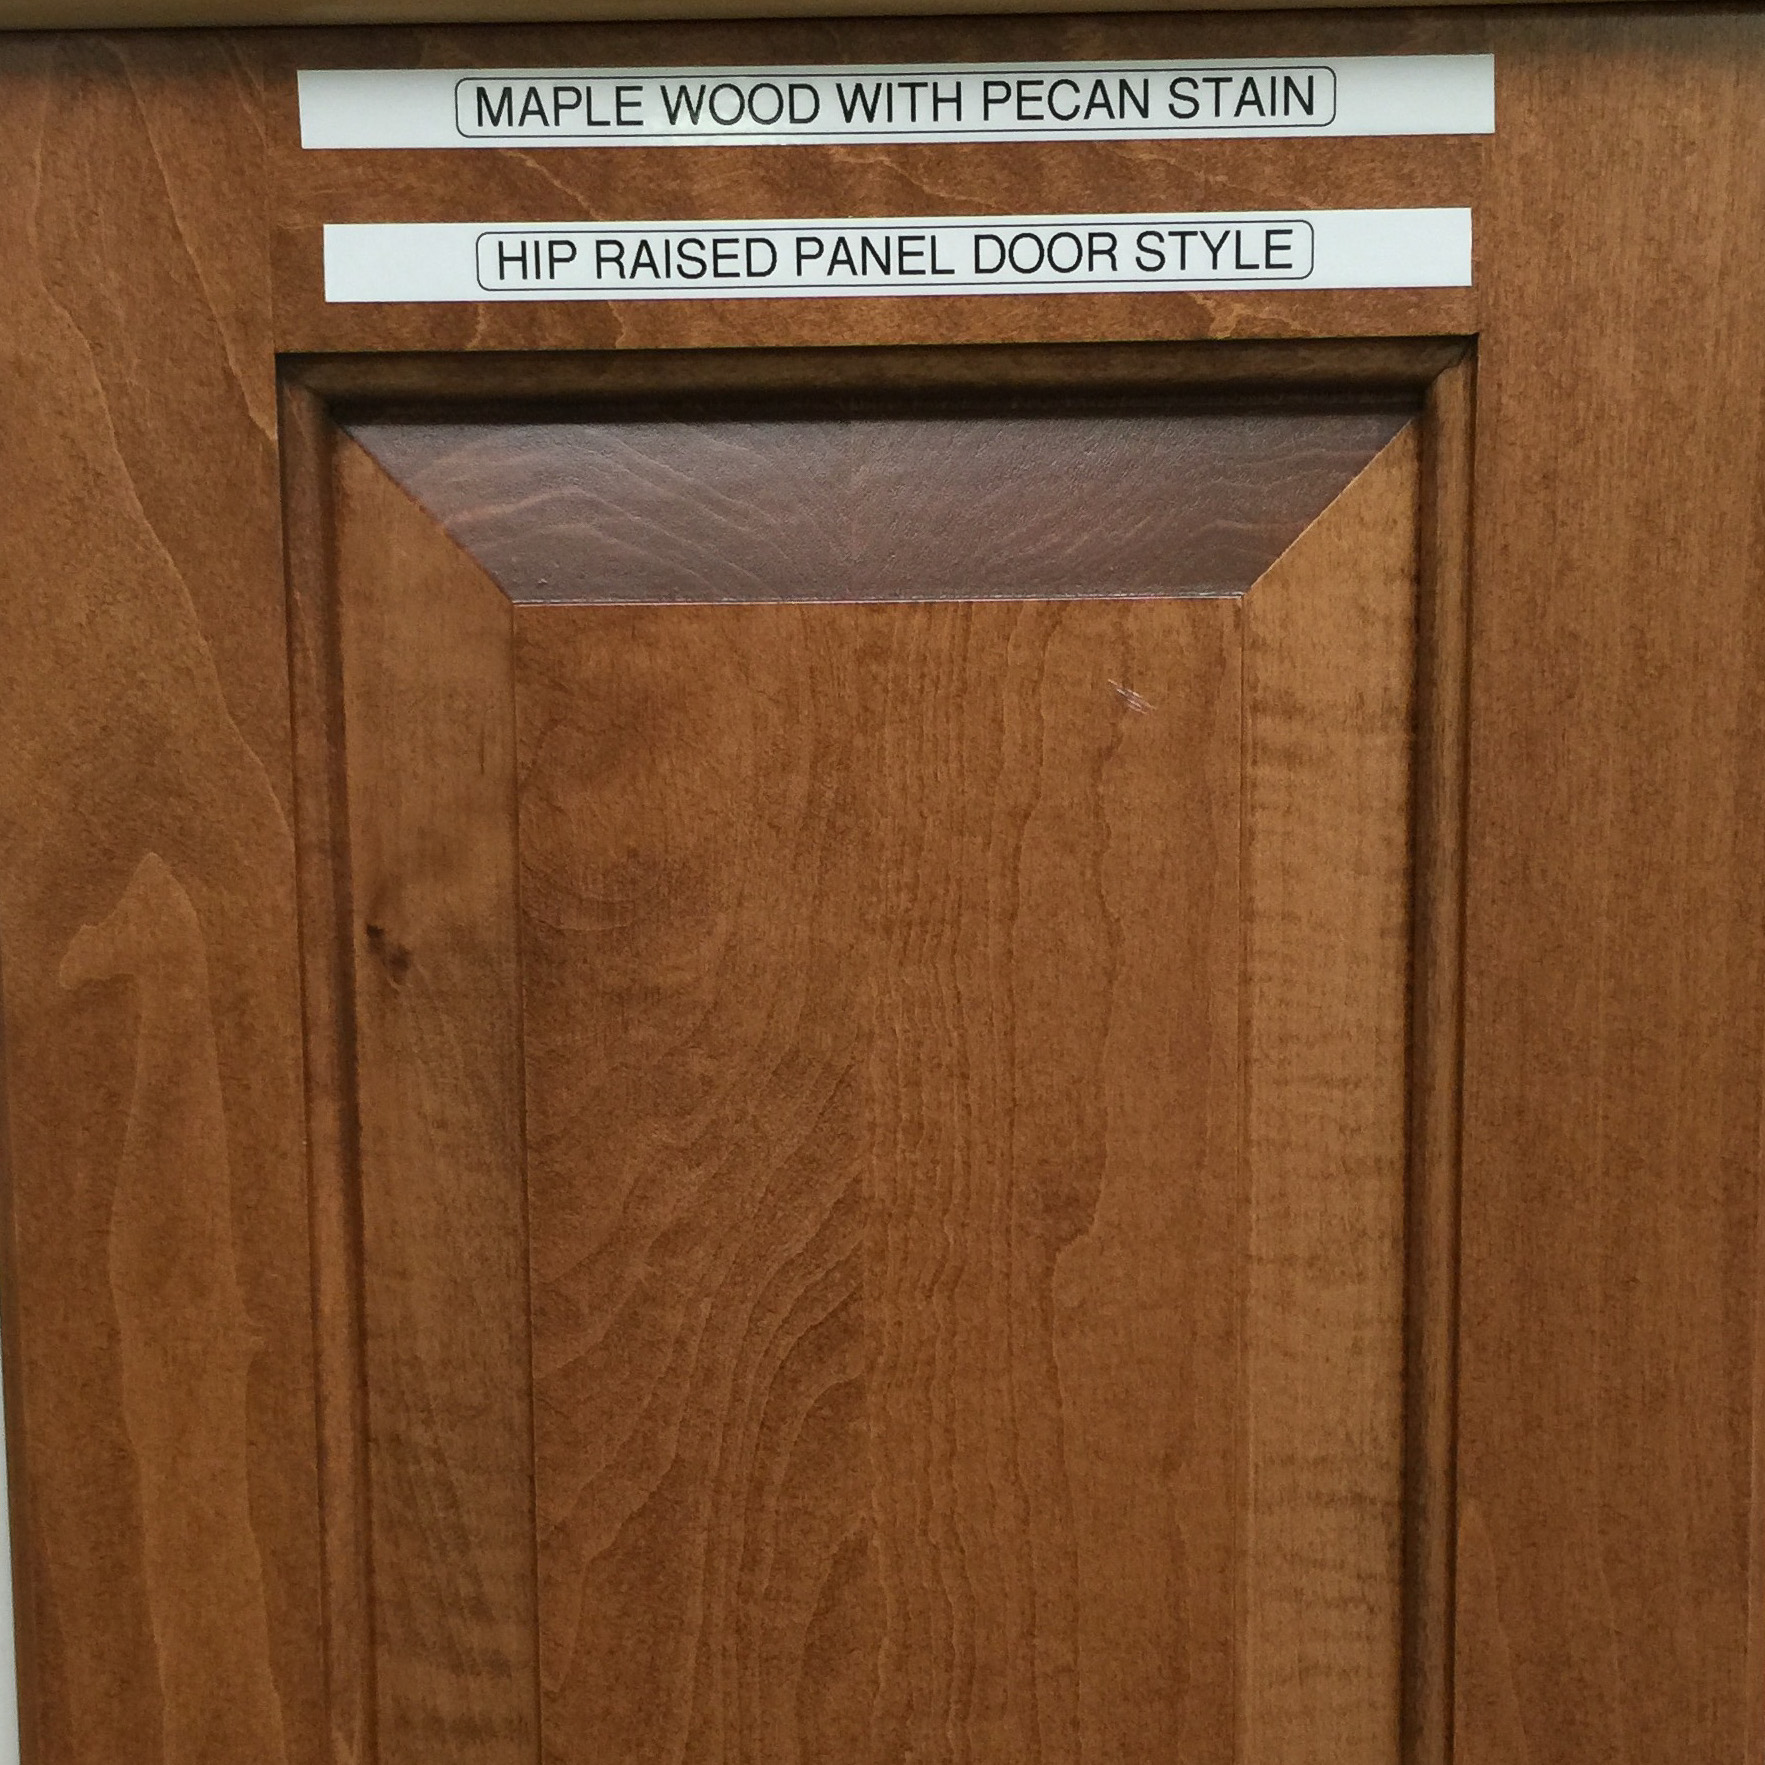 MAPLE WOOD WITH PECAN STAIN
HIP RAISED PANEL DOOR STYLE